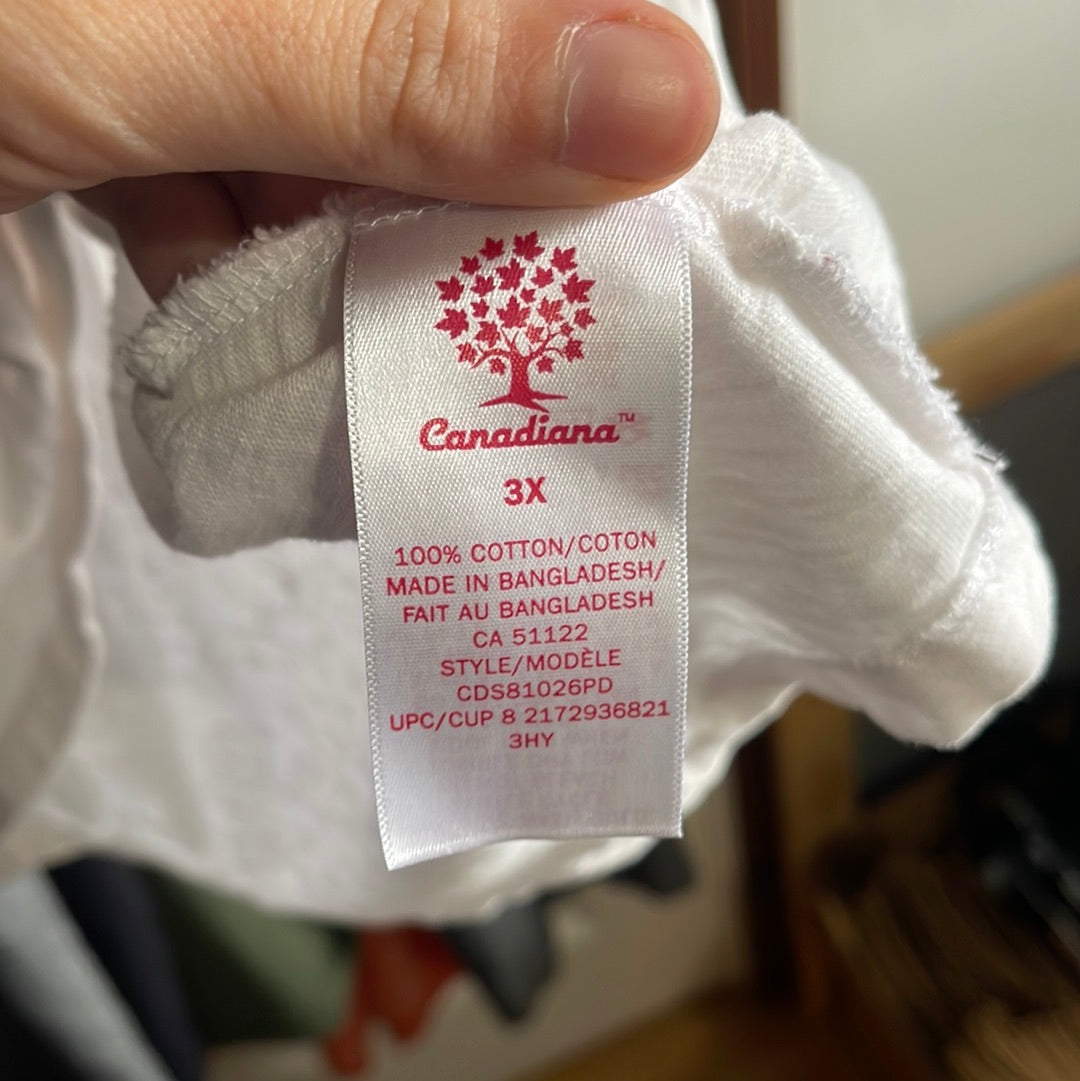 Canadiana™
3X
100% COTTON/COTON
MADE IN BANGLADESH/
FAIT AU BANGLADESH
CA 51122
STYLE/MODÈLE
CDS81026PD
UPC/CUP 8 2172936821
3HY